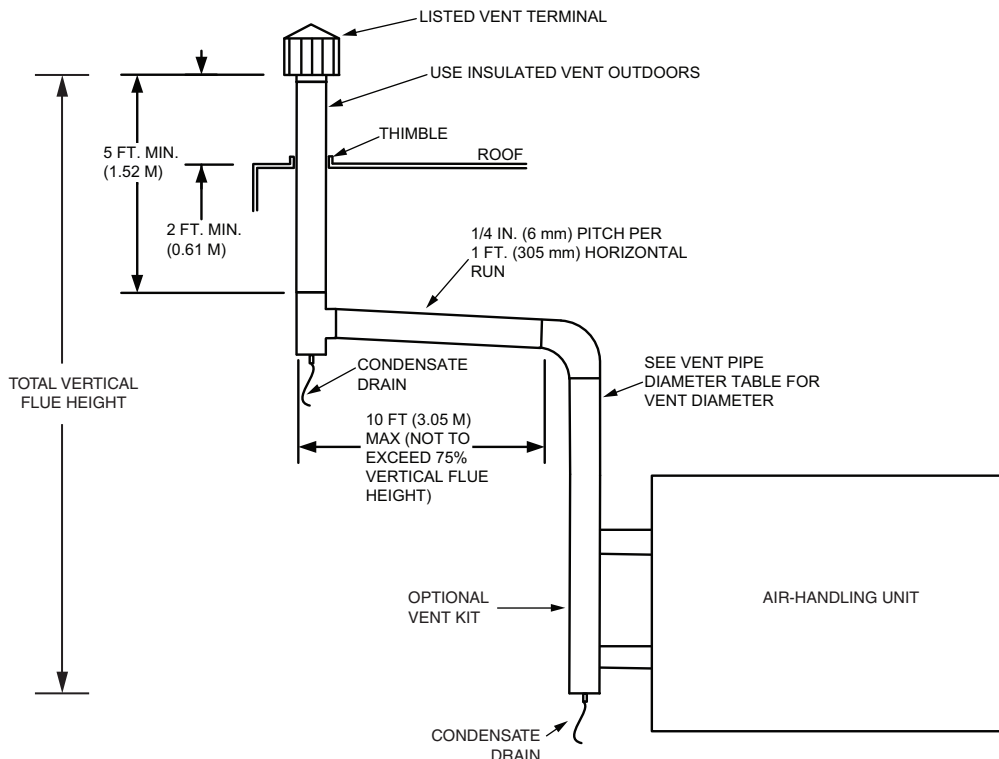 LISTED VENT TERMINAL
USE INSULATED VENT OUTDOORS
THIMBLE
ROOF
5 FT. MIN.
(1.52 M)
2 FT. MIN.
(0.61 M)
1/4 IN. (6 mm) PITCH PER
1 FT. (305 mm) HORIZONTAL
RUN
TOTAL VERTICAL
FLUE HEIGHT
CONDENSATE
DRAIN
SEE VENT PIPE
DIAMETER TABLE FOR
VENT DIAMETER
10 FT (3.05 M)
MAX (NOT TO
EXCEED 75%
VERTICAL FLUE
HEIGHT)
OPTIONAL
VENT KIT
AIR-HANDLING UNIT
CONDENSATE
DRAIN